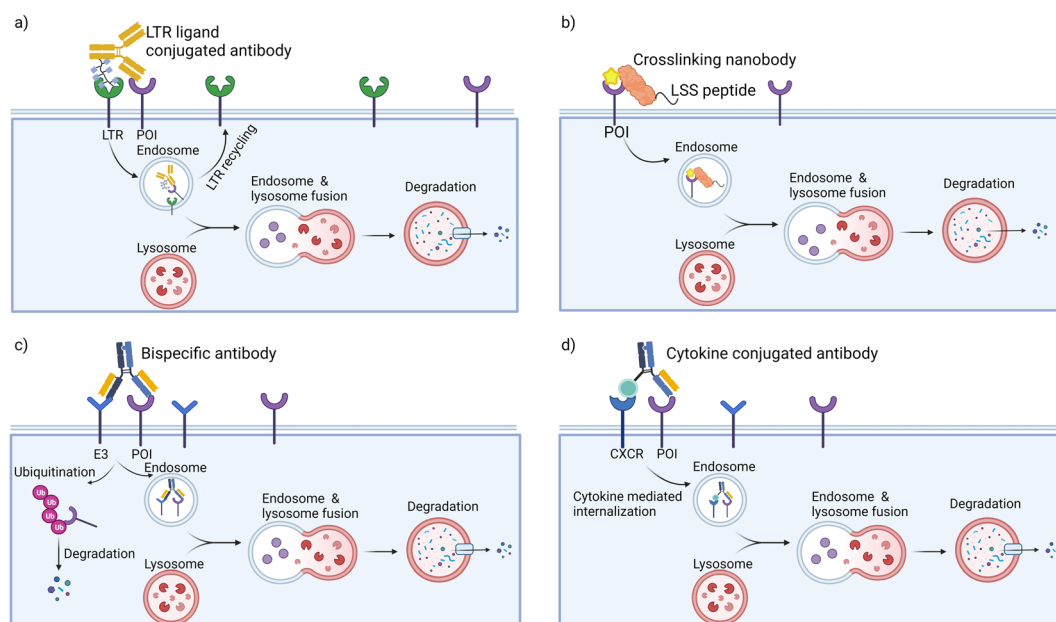 a)
LTR ligand
conjugated antibody
LTR
POI
Endosome
LTR recycling
Endosome &
lysosome fusion
Degradation
Lysosome
b)
Crosslinking nanobody
LSS peptide
POI
Endosome
Endosome &
lysosome fusion
Degradation
Lysosome
c)
Bispecific antibody
E3
POI
Ubiquitination
Endosome
Ub
Ub
Ub
Ub
Degradation
Endosome &
lysosome fusion
Degradation
Lysosome
d)
Cytokine conjugated antibody
CXCR
POI
Endosome
Cytokine mediated
internalization
Endosome &
lysosome fusion
Degradation
Lysosome